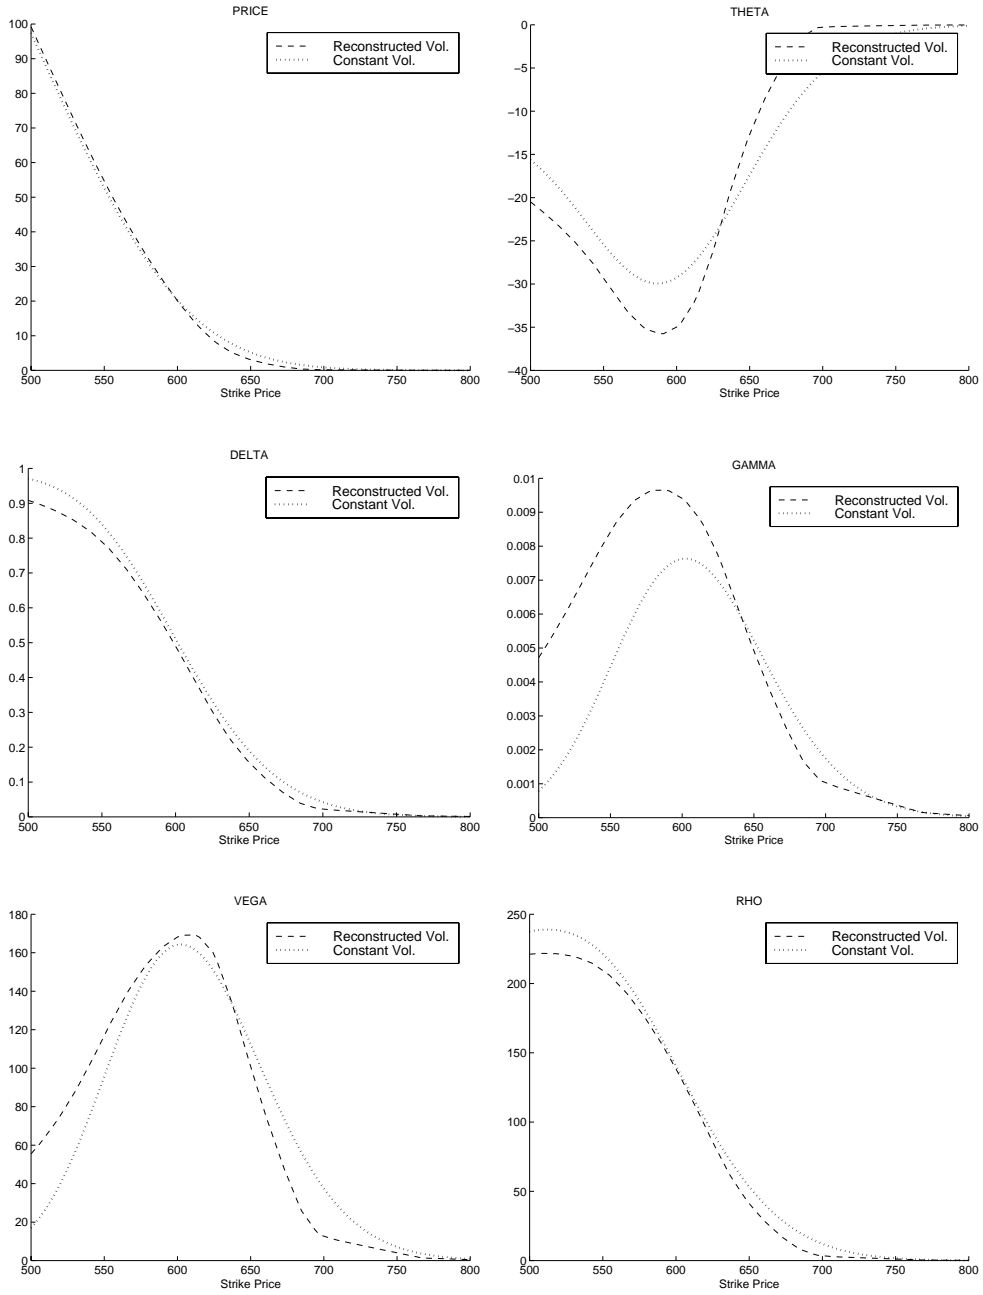 PRICE
100
90
80
70
60
50
40
30
20
10
0
500 550 600 650 700 750 800
Strike Price
Reconstructed Vol.
Constant Vol.
THETA
0
−5
−10
−15
−20
−25
−30
−35
−40
500 550 600 650 700 750 800
Strike Price
Reconstructed Vol.
Constant Vol.
DELTA
1
0.9
0.8
0.7
0.6
0.5
0.4
0.3
0.2
0.1
0
500 550 600 650 700 750 800
Strike Price
Reconstructed Vol.
Constant Vol.
GAMMA
0.01
0.009
0.008
0.007
0.006
0.005
0.004
0.003
0.002
0.001
0
500 550 600 650 700 750 800
Strike Price
Reconstructed Vol.
Constant Vol.
VEGA
180
160
140
120
100
80
60
40
20
0
500 550 600 650 700 750 800
Strike Price
Reconstructed Vol.
Constant Vol.
RHO
250
200
150
100
50
0
500 550 600 650 700 750 800
Strike Price
Reconstructed Vol.
Constant Vol.